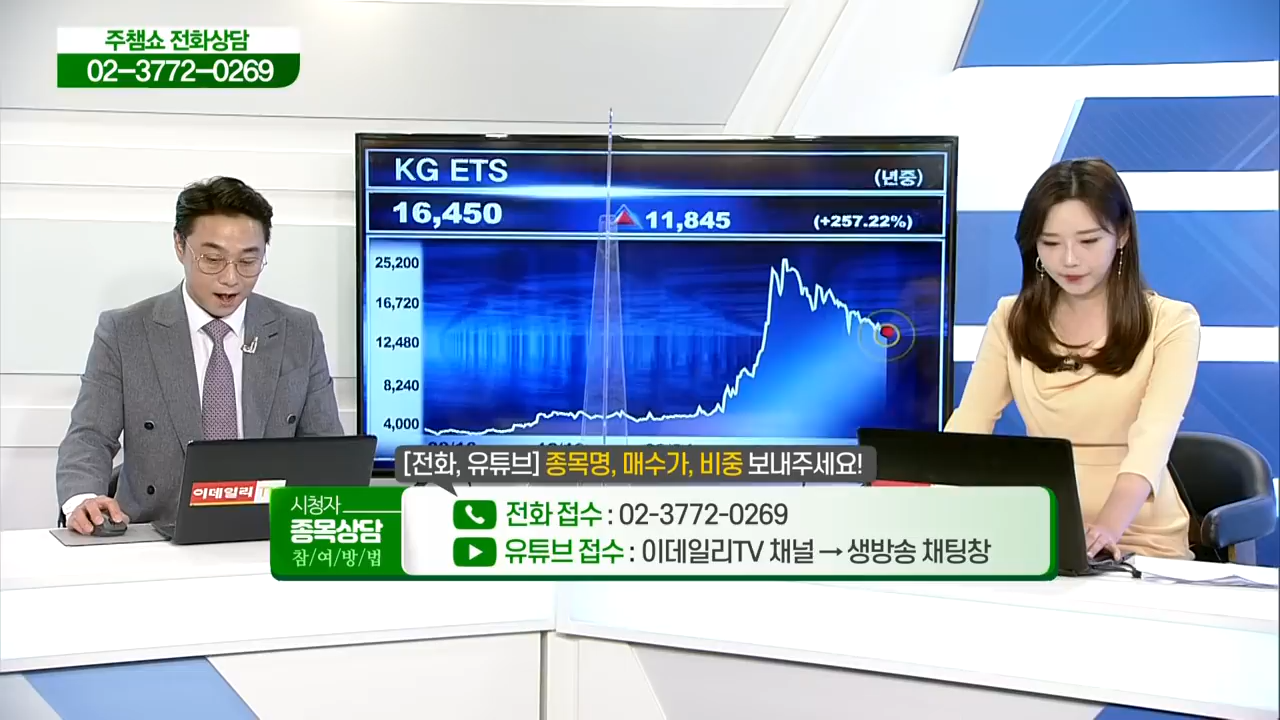 주챔쇼 전화상담
02-3772-0269
KG ETS
(년중)
16,450
11,845
(+257.22%)
25,200
16,720
12,480
8,240
4,000
[전화, 유튜브] 종목명, 매수가, 비중 보내주세요!
이데일리
시청자
종목상담
참/여/방/법
전화 접수 : 02-3772-0269
유튜브 접수 : 이데일리TV 채널 → 생방송 채팅창